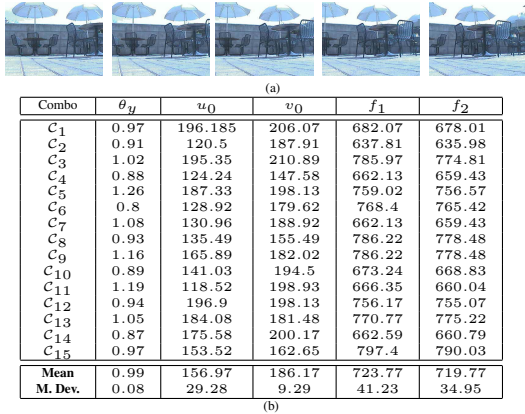 (a)
Combo θy u0 v0 f1 f2
C1 0.97 196.185 206.07 682.07 678.01
C2 0.91 120.5 187.91 637.81 635.98
C3 1.02 195.35 210.89 785.97 774.81
C4 0.88 124.24 147.58 662.13 659.43
C5 1.26 187.33 198.13 759.02 756.57
C6 0.8 128.92 179.62 768.4 765.42
C7 1.08 130.96 188.92 662.13 659.43
C8 0.93 135.49 155.49 786.22 778.48
C9 1.16 165.89 182.02 786.22 778.48
C10 0.89 141.03 194.5 673.24 668.83
C11 1.19 118.52 198.93 666.35 660.04
C12 0.94 196.9 198.13 756.17 755.07
C13 1.05 184.08 181.48 770.77 775.22
C14 0.87 175.58 200.17 662.59 660.79
C15 0.97 153.52 162.65 797.4 790.03
Mean 0.99 156.97 186.17 723.77 719.77
M. Dev. 0.08 29.28 9.29 41.23 34.95
(b)